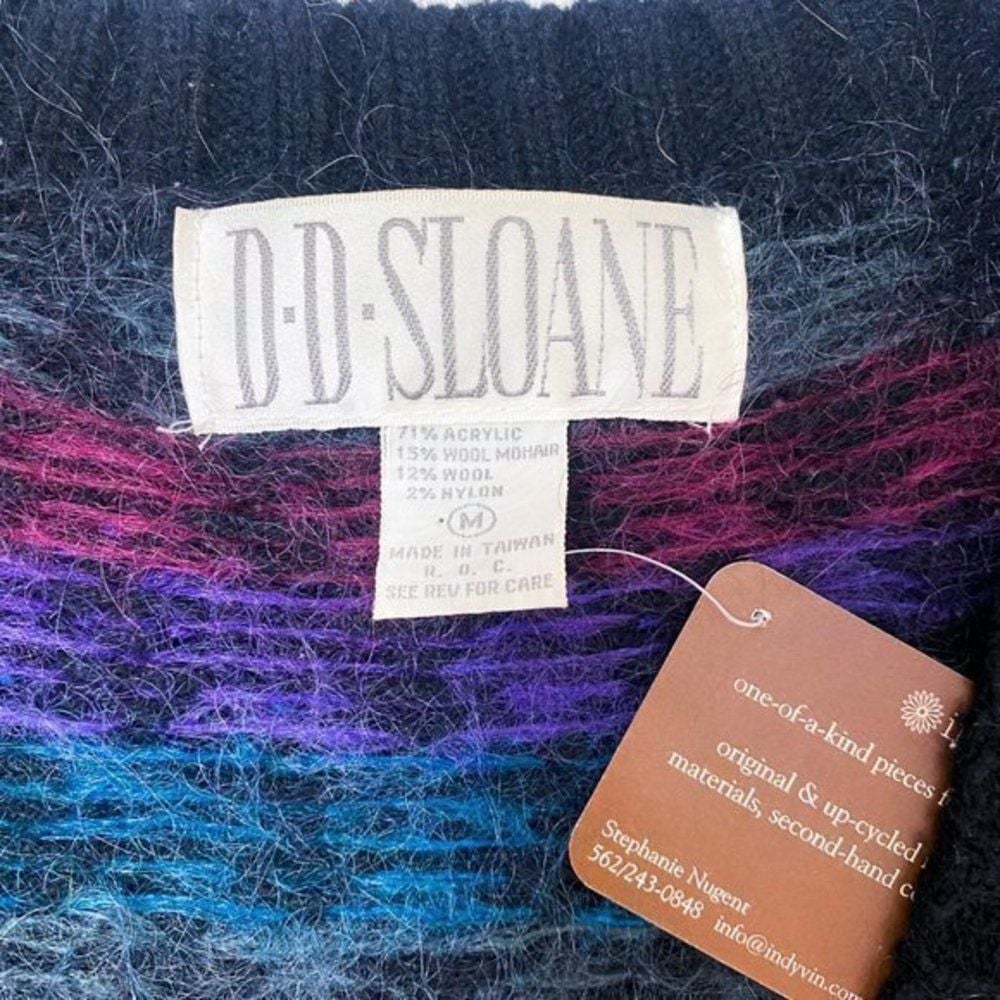 D·D·SLOANE
71% ACRYLIC
15% WOOL MOHAIR
12% WOOL
2% NYLON
M
MADE IN TAIWAN
R. O. C.
SEE REV FOR CARE
one-of-a-kind pieces
original & up-cycled
materials, second-hand
Stephanie Nugent
562/243-0848 info@indyvin.com